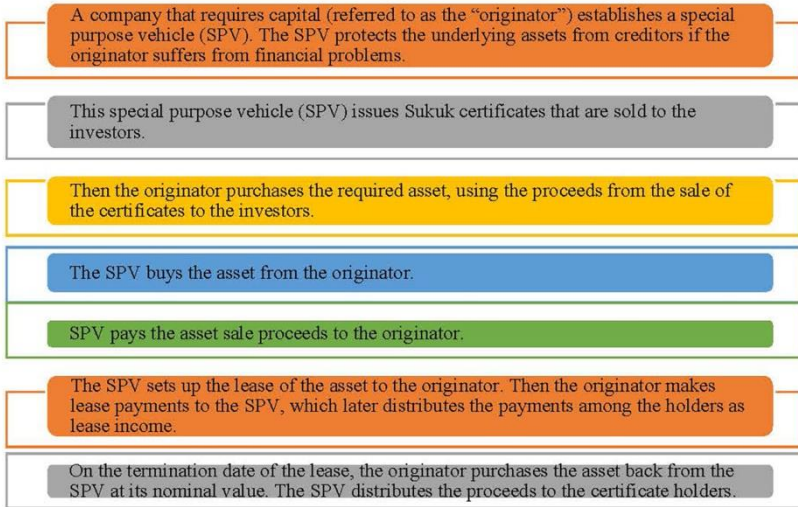 A company that requires capital (referred to as the “originator”) establishes a special
purpose vehicle (SPV). The SPV protects the underlying assets from creditors if the
originator suffers from financial problems.
This special purpose vehicle (SPV) issues Sukuk certificates that are sold to the
investors.
Then the originator purchases the required asset, using the proceeds from the sale of
the certificates to the investors.
The SPV buys the asset from the originator.
SPV pays the asset sale proceeds to the originator.
The SPV sets up the lease of the asset to the originator. Then the originator makes
lease payments to the SPV, which later distributes the payments among the holders as
lease income.
On the termination date of the lease, the originator purchases the asset back from the
SPV at its nominal value. The SPV distributes the proceeds to the certificate holders.